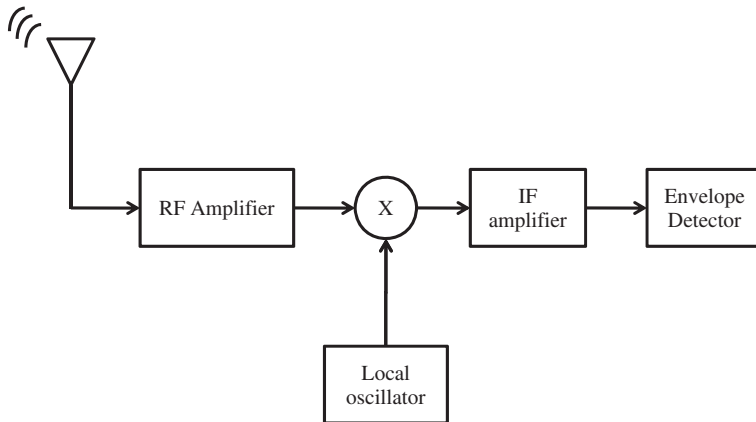 RF Amplifier
X
IF
amplifier
Envelope
Detector
Local
oscillator